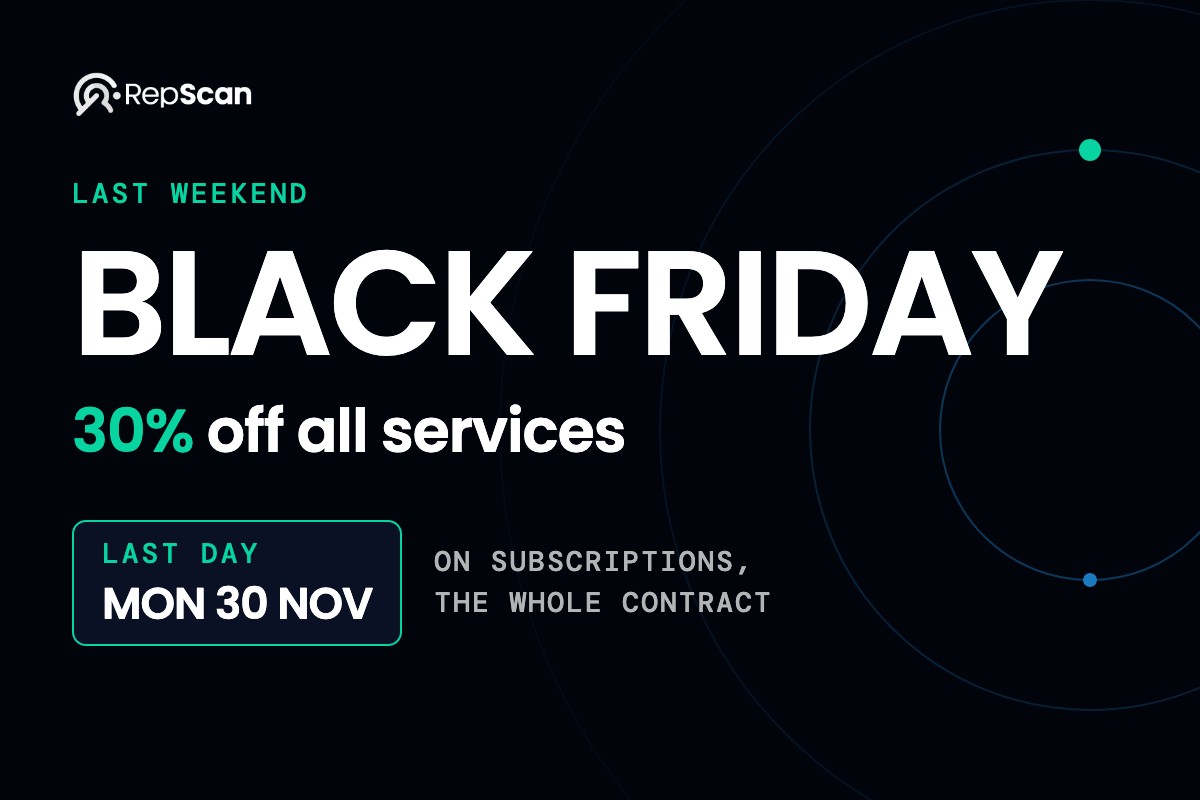 RepScan
LAST WEEKEND
BLACK FRIDAY
30% off all services
LAST DAY
MON 30 NOV
ON SUBSCRIPTIONS,
THE WHOLE CONTRACT